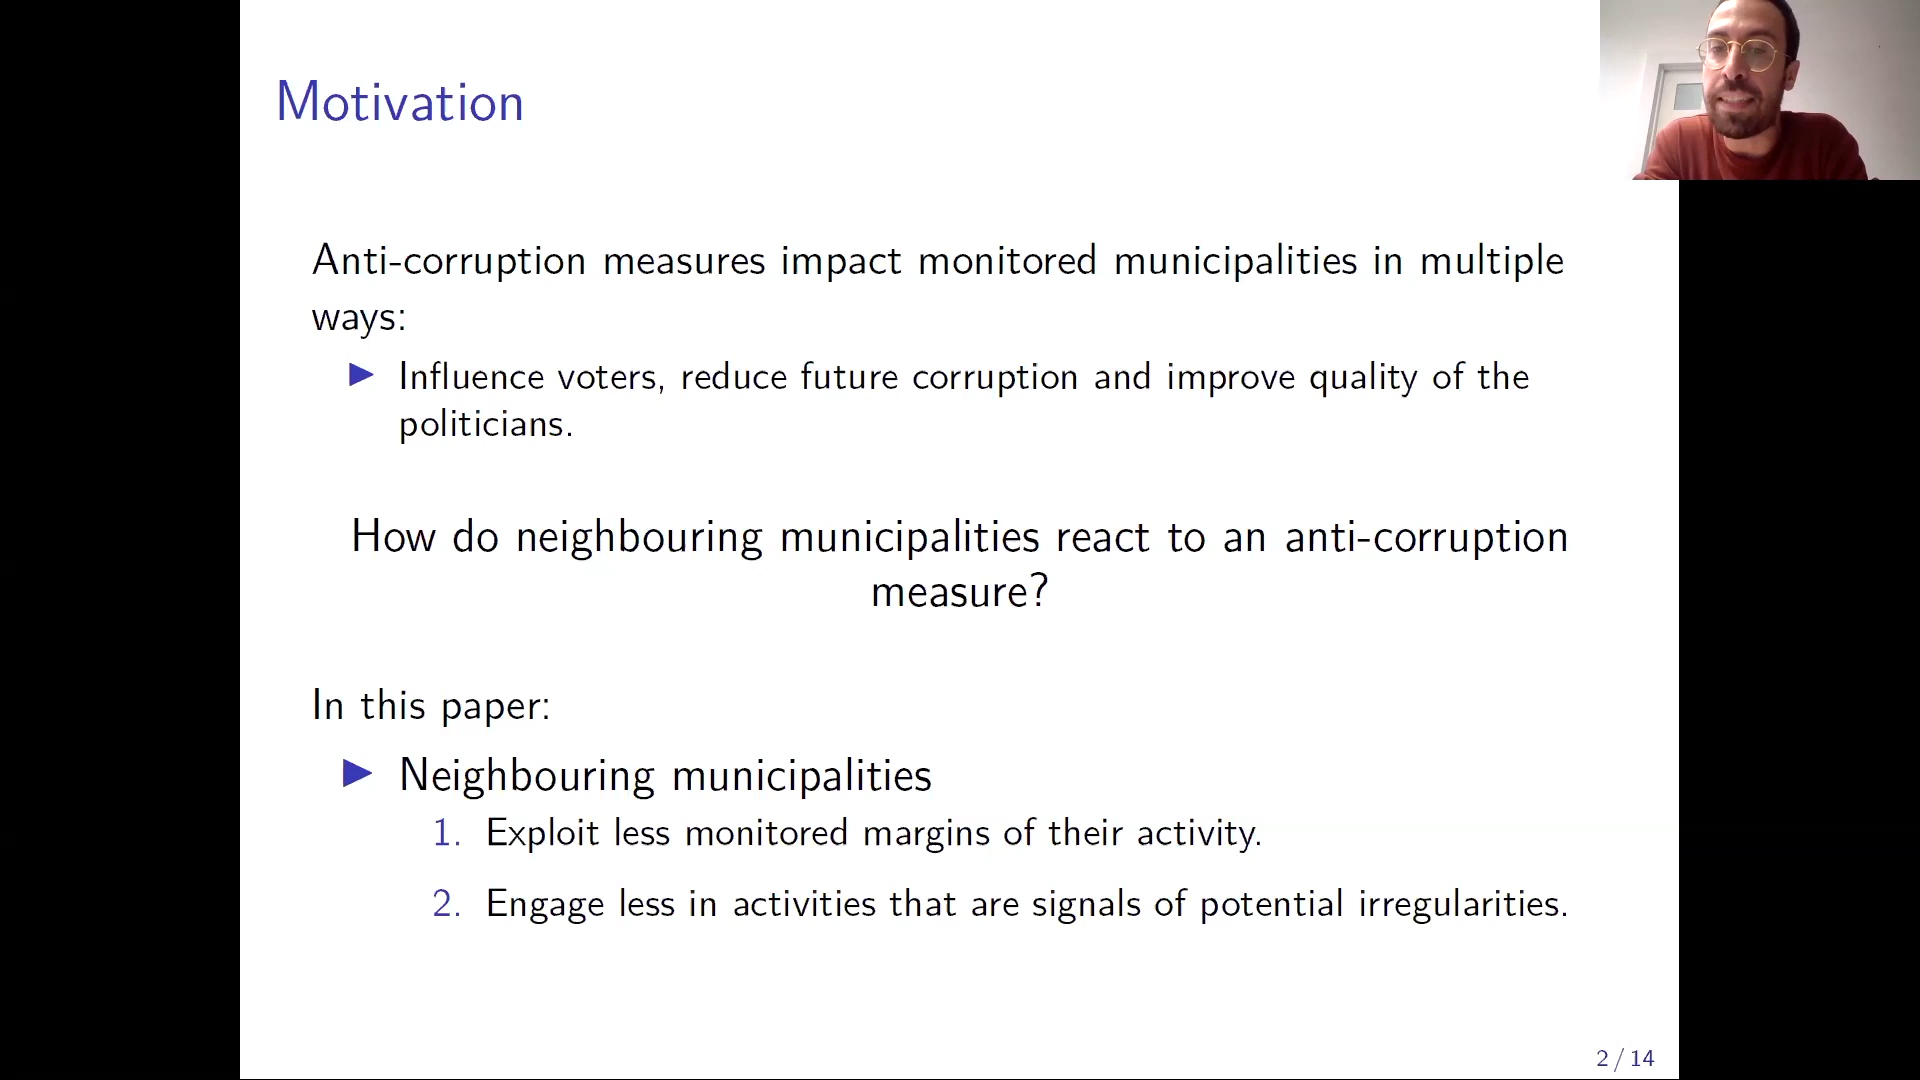 Motivation
Anti-corruption measures impact monitored municipalities in multiple
ways:
Influence voters, reduce future corruption and improve quality of the
politicians.
How do neighbouring municipalities react to an anti-corruption
measure?
In this paper:
Neighbouring municipalities
1. Exploit less monitored margins of their activity.
2. Engage less in activities that are signals of potential irregularities.
2 / 14